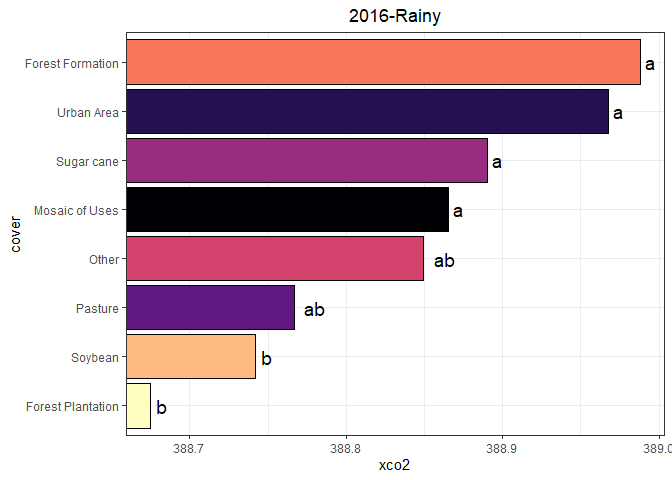 2016-Rainy
cover
Forest Formation a
Urban Area a
Sugar cane a
Mosaic of Uses a
Other ab
Pasture ab
Soybean b
Forest Plantation b
388.7 388.8 388.9 389.0
xco2